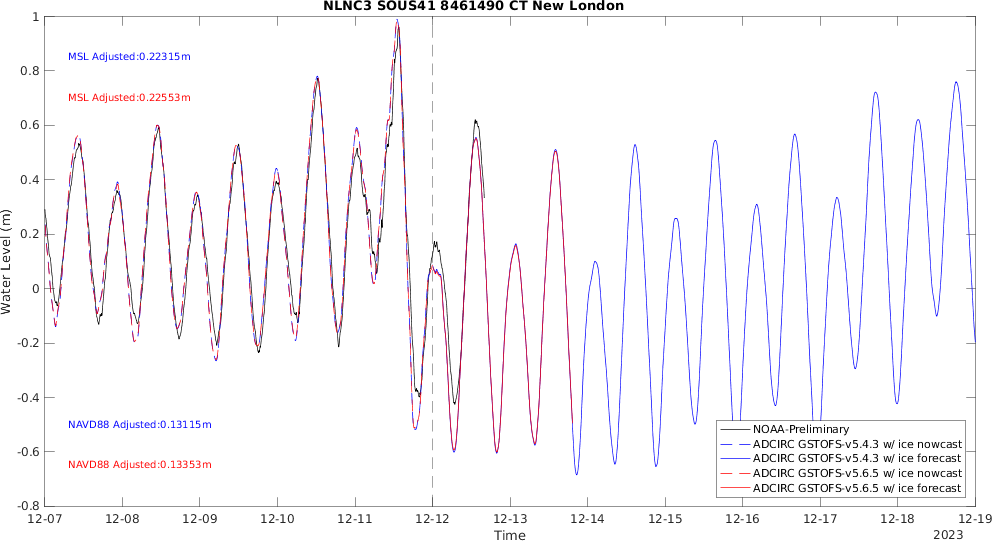 NLNC3 SOUS41 8461490 CT New London
MSL Adjusted:0.22315m
MSL Adjusted:0.22553m
NAVD88 Adjusted:0.13115m
NAVD88 Adjusted:0.13353m
Water Level (m)
1
0.8
0.6
0.4
0.2
0
-0.2
-0.4
-0.6
-0.8
NOAA-Preliminary
ADCIRC GSTOFS-v5.4.3 w/ ice nowcast
ADCIRC GSTOFS-v5.4.3 w/ ice forecast
ADCIRC GSTOFS-v5.6.5 w/ ice nowcast
ADCIRC GSTOFS-v5.6.5 w/ ice forecast
12-07 12-08 12-09 12-10 12-11 12-12 12-13 12-14 12-15 12-16 12-17 12-18 12-19
Time
2023